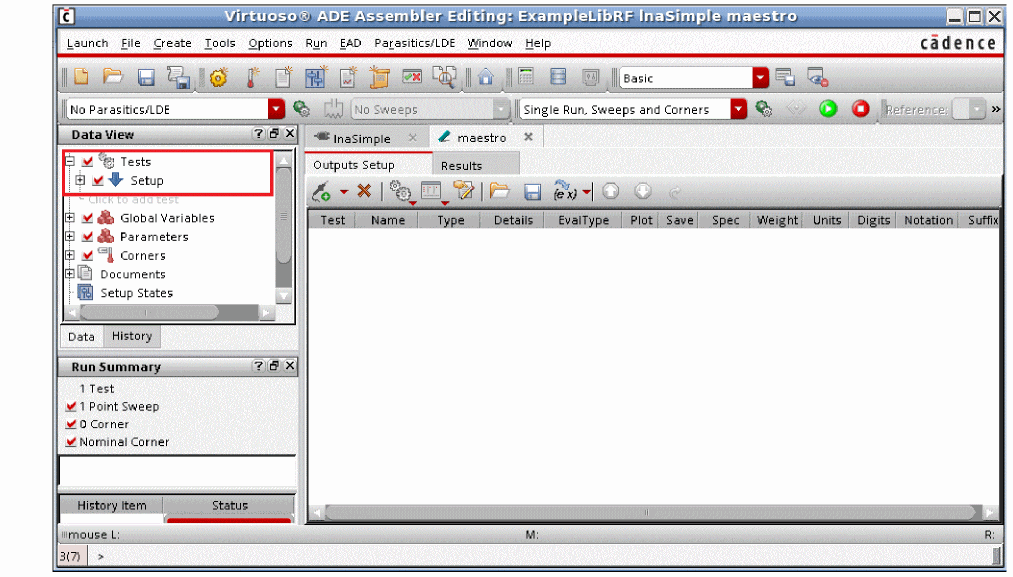 Virtuoso® ADE Assembler Editing: ExampleLibRF lnaSimple maestro
Launch File Create Tools Options Run EAD Parasitics/LDE Window Help cādence
Basic
No Parasitics/LDE No Sweeps Single Run, Sweeps and Corners Reference: »
Data View
lnaSimple maestro
Tests
Outputs Setup Results
Setup
Click to add test
Global Variables
Test Name Type Details EvalType Plot Save Spec Weight Units Digits Notation Suffix
Parameters
Corners
Documents
Setup States
Data History
Run Summary
1 Test
1 Point Sweep
0 Corner
Nominal Corner
History Item Status
mouse L: M: R:
3(7) >